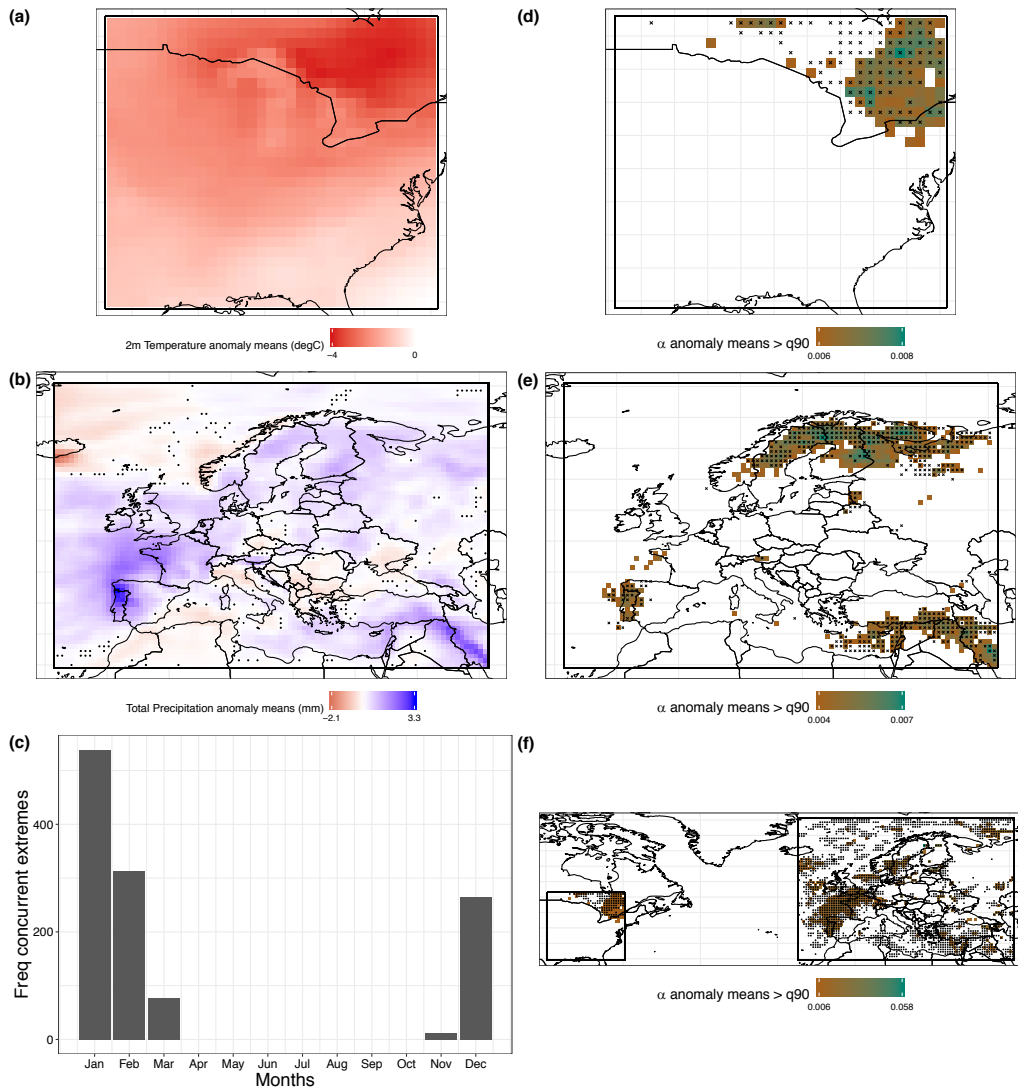 (a)
2m Temperature anomaly means (degC)
−4 0
(d)
α anomaly means > q90
0.006 0.008
(b)
Total Precipitation anomaly means (mm)
−2.1 3.3
(e)
α anomaly means > q90
0.004 0.007
(c)
Freq concurrent extremes
400
200
0
Jan Feb Mar Apr May Jun Jul Aug Sep Oct Nov Dec
Months
(f)
α anomaly means > q90
0.006 0.058